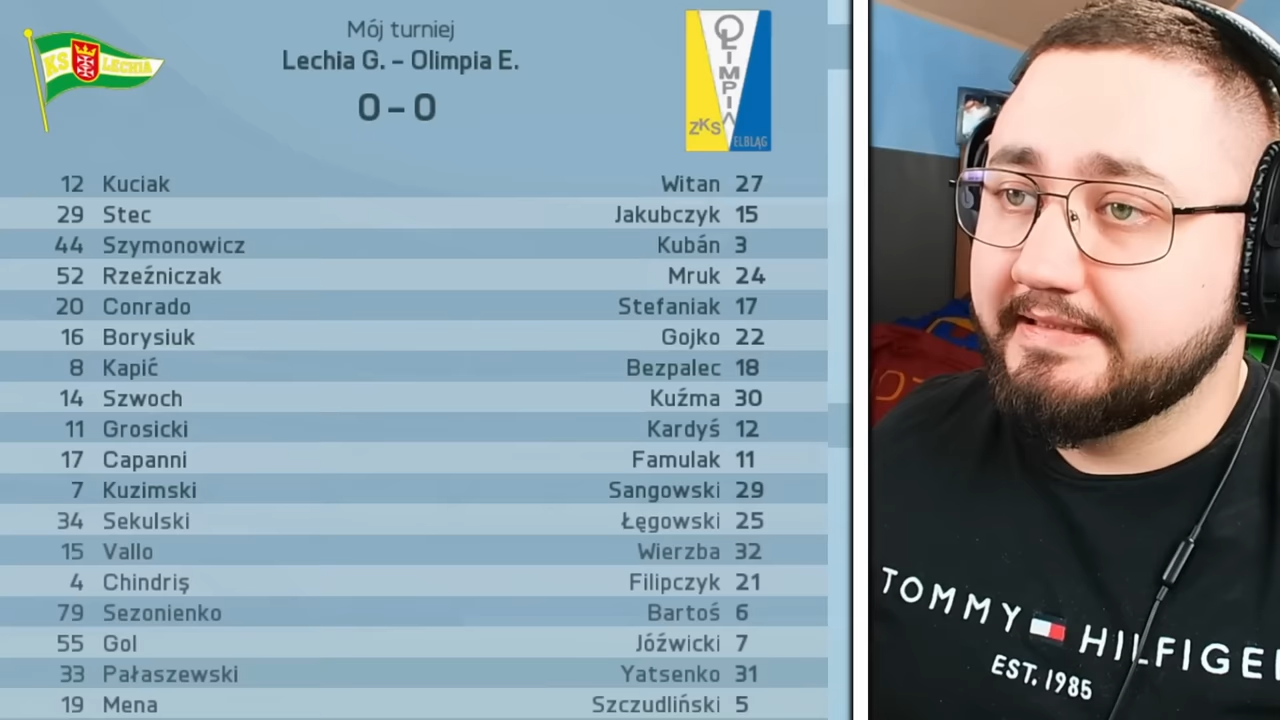 KS LECHIA
Mój turniej
Lechia G. – Olimpia E.
0 – 0
OLIMPIA
ZKS
ELBLĄG
12 Kuciak Witan 27
29 Stec Jakubczyk 15
44 Szymonowicz Kubán 3
52 Rzeźniczak Mruk 24
20 Conrado Stefaniak 17
16 Borysiuk Gojko 22
8 Kapić Bezpalec 18
14 Szwoch Kuźma 30
11 Grosicki Kardyś 12
17 Capanni Famulak 11
7 Kuzimski Sangowski 29
34 Sekulski Łęgowski 25
15 Vallo Wierzba 32
4 Chindriş Filipczyk 21
79 Sezonienko Bartoś 6
55 Gol Jóźwicki 7
33 Pałaszewski Yatsenko 31
19 Mena Szczudliński 5
TOMMY HILFIGE
EST. 1985